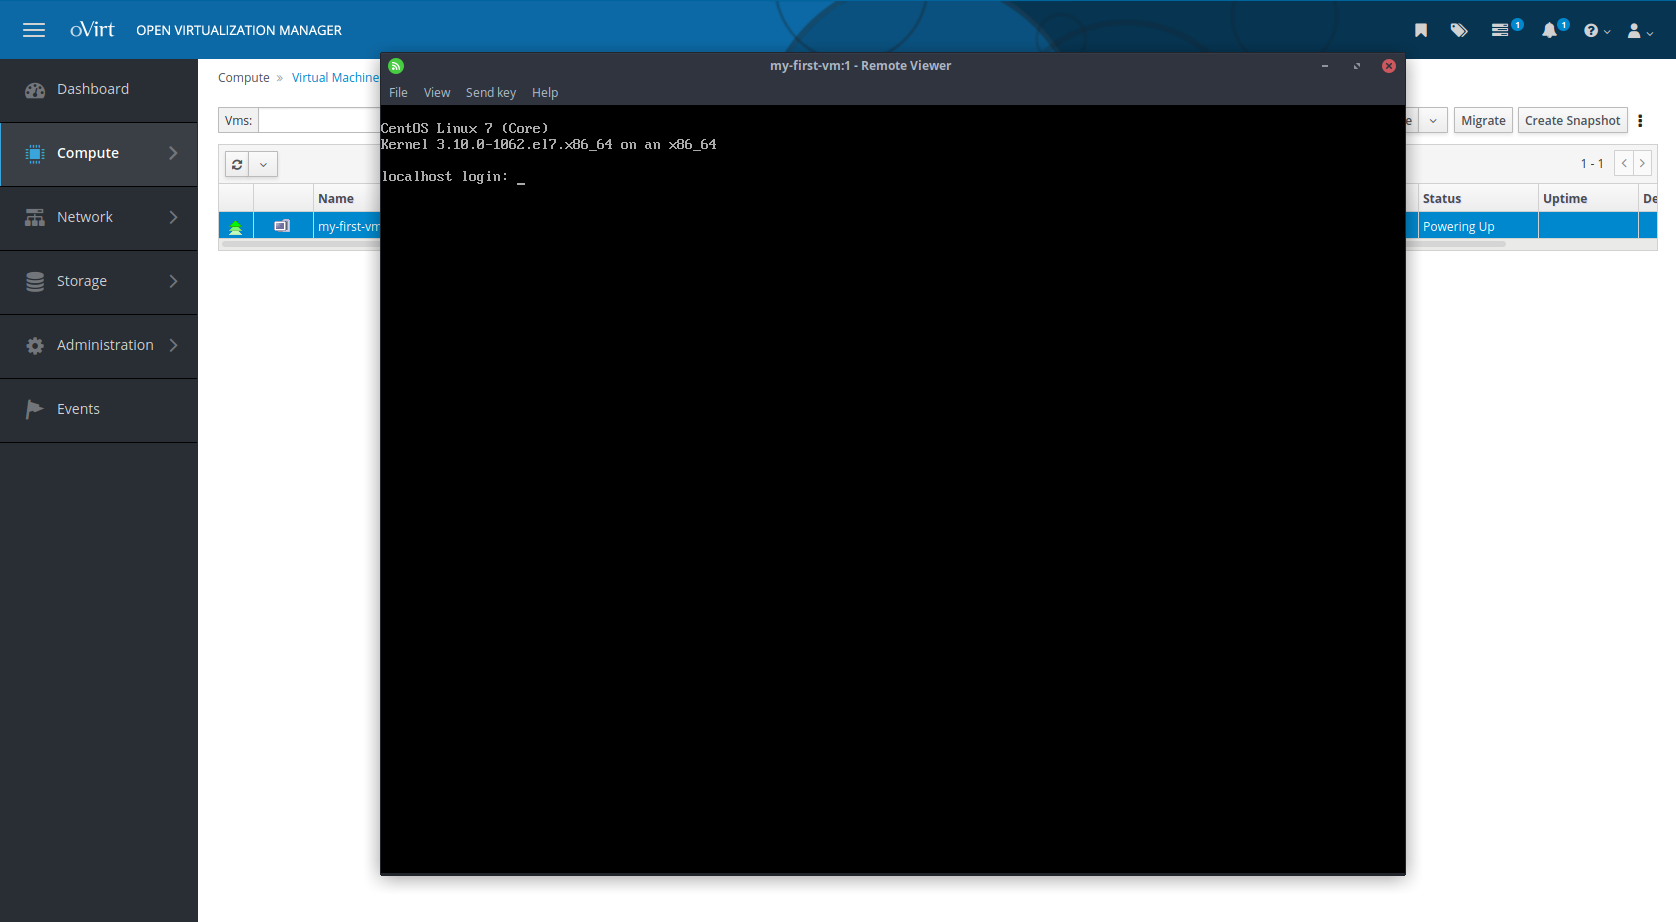 oVirt OPEN VIRTUALIZATION MANAGER
1
1
my-first-vm:1 - Remote Viewer
File View Send key Help
Dashboard
Compute
Network
Storage
Administration
Events
Compute » Virtual Machine
Vms:
Migrate
Create Snapshot
1 - 1
Name
Status
Uptime
De
my-first-vm
Powering Up
CentOS Linux 7 (Core)
Kernel 3.10.0-1062.el7.x86_64 on an x86_64
localhost login: _